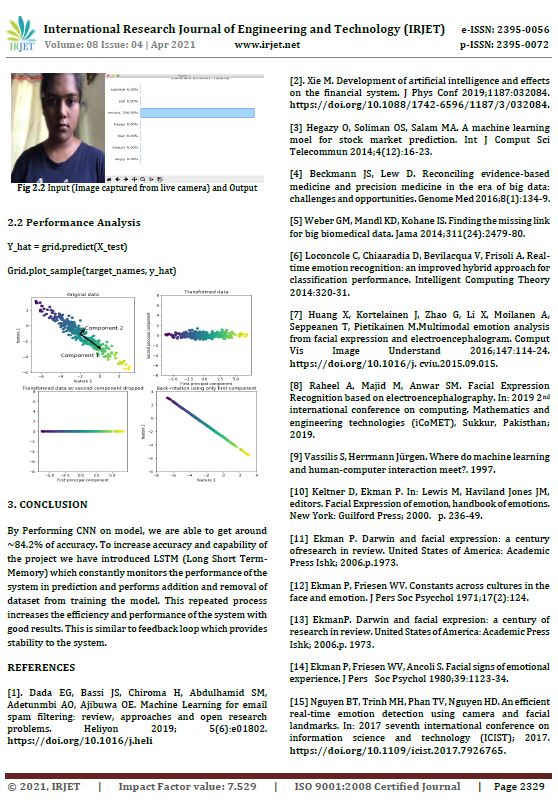 International Research Journal of Engineering and Technology (IRJET)
e-ISSN: 2395-0056
IRJET
Volume: 08 Issue: 04 | Apr 2021
www.irjet.net
p-ISSN: 2395-0072
Fig 2.2 Input (Image captured from live camera) and Output
2.2 Performance Analysis
Y_hat = grid.predict(X_test)
Grid.plot_sample(target_names, y_hat)
Original data
Component 2
Component 1
feature 2
feature 1
Transformed data
Second principal component
First principal component
Transformed data w/ second component dropped
First principal component
Back-rotation using only first component
feature 2
feature 1
3. CONCLUSION
By Performing CNN on model, we are able to get around
~84.2% of accuracy. To increase accuracy and capability of
the project we have introduced LSTM (Long Short Term-
Memory) which constantly monitors the performance of the
system in prediction and performs addition and removal of
dataset from training the model. This repeated process
increases the efficiency and performance of the system with
good results. This is similar to feedback loop which provides
stability to the system.
REFERENCES
[1]. Dada EG, Bassi JS, Chiroma H, Abdulhamid SM,
Adetunmbi AO, Ajibuwa OE. Machine Learning for email
spam filtering: review, approaches and open research
problems. Heliyon 2019; 5(6):e01802.
https://doi.org/10.1016/j.heli
[2]. Xie M. Development of artificial intelligence and effects
on the financial system. J Phys Conf 2019;1187:032084.
https://doi.org/10.1088/1742-6596/1187/3/032084.
[3] Hegazy O, Soliman OS, Salam MA. A machine learning
moel for stock market prediction. Int J Comput Sci
Telecommun 2014;4(12):16-23.
[4] Beckmann JS, Lew D. Reconciling evidence-based
medicine and precision medicine in the era of big data:
challenges and opportunities. Genome Med 2016;8(1):134-9.
[5] Weber GM, Mandl KD, Kohane IS. Finding the missing link
for big biomedical data. Jama 2014;311(24):2479-80.
[6] Loconcole C, Chiaaradia D, Bevilacqua V, Frisoli A. Real-
time emotion recognition: an improved hybrid approach for
classification performance. Intelligent Computing Theory
2014:320-31.
[7] Huang X, Kortelainen J, Zhao G, Li X, Moilanen A,
Seppeanen T, Pietikainen M.Multimodal emotion analysis
from facial expression and electroencephalogram. Comput
Vis Image Understand 2016;147:114-24.
https://doi.org/10.1016/j. cviu.2015.09.015.
[8] Raheel A, Majid M, Anwar SM. Facial Expression
Recognition based on electroencephalography. In: 2019 2nd
international conference on computing. Mathematics and
engineering technologies (iCoMET), Sukkur, Pakisthan;
2019.
[9] Vassilis S, Herrmann Jürgen. Where do machine learning
and human-computer interaction meet?. 1997.
[10] Keltner D, Ekman P. In: Lewis M, Haviland Jones JM,
editors. Facial Expression of emotion, handbook of emotions.
New York: Guilford Press; 2000. p. 236-49.
[11] Ekman P. Darwin and facial expression: a century
ofresearch in review. United States of America: Academic
Press Ishk; 2006.p.1973.
[12] Ekman P, Friesen WV. Constants across cultures in the
face and emotion. J Pers Soc Psycchol 1971;17(2):124.
[13] EkmanP. Darwin and facial expresion: a century of
research in review. United States of America: Academic Press
Ishk; 2006.p. 1973.
[14] Ekman P, Friesen WV, Ancoli S. Facial signs of emotional
experience. J Pers Soc Psychol 1980;39:1123-34.
[15] Nguyen BT, Trinh MH, Phan TV, Nguyen HD. An efficient
real-time emotion detection using camera and facial
landmarks. In: 2017 seventh international conference on
information science and technology (ICIST); 2017.
https://doi.org/10.1109/icist.2017.7926765.
© 2021, IRJET | Impact Factor value: 7.529 | ISO 9001:2008 Certified Journal | Page 2329